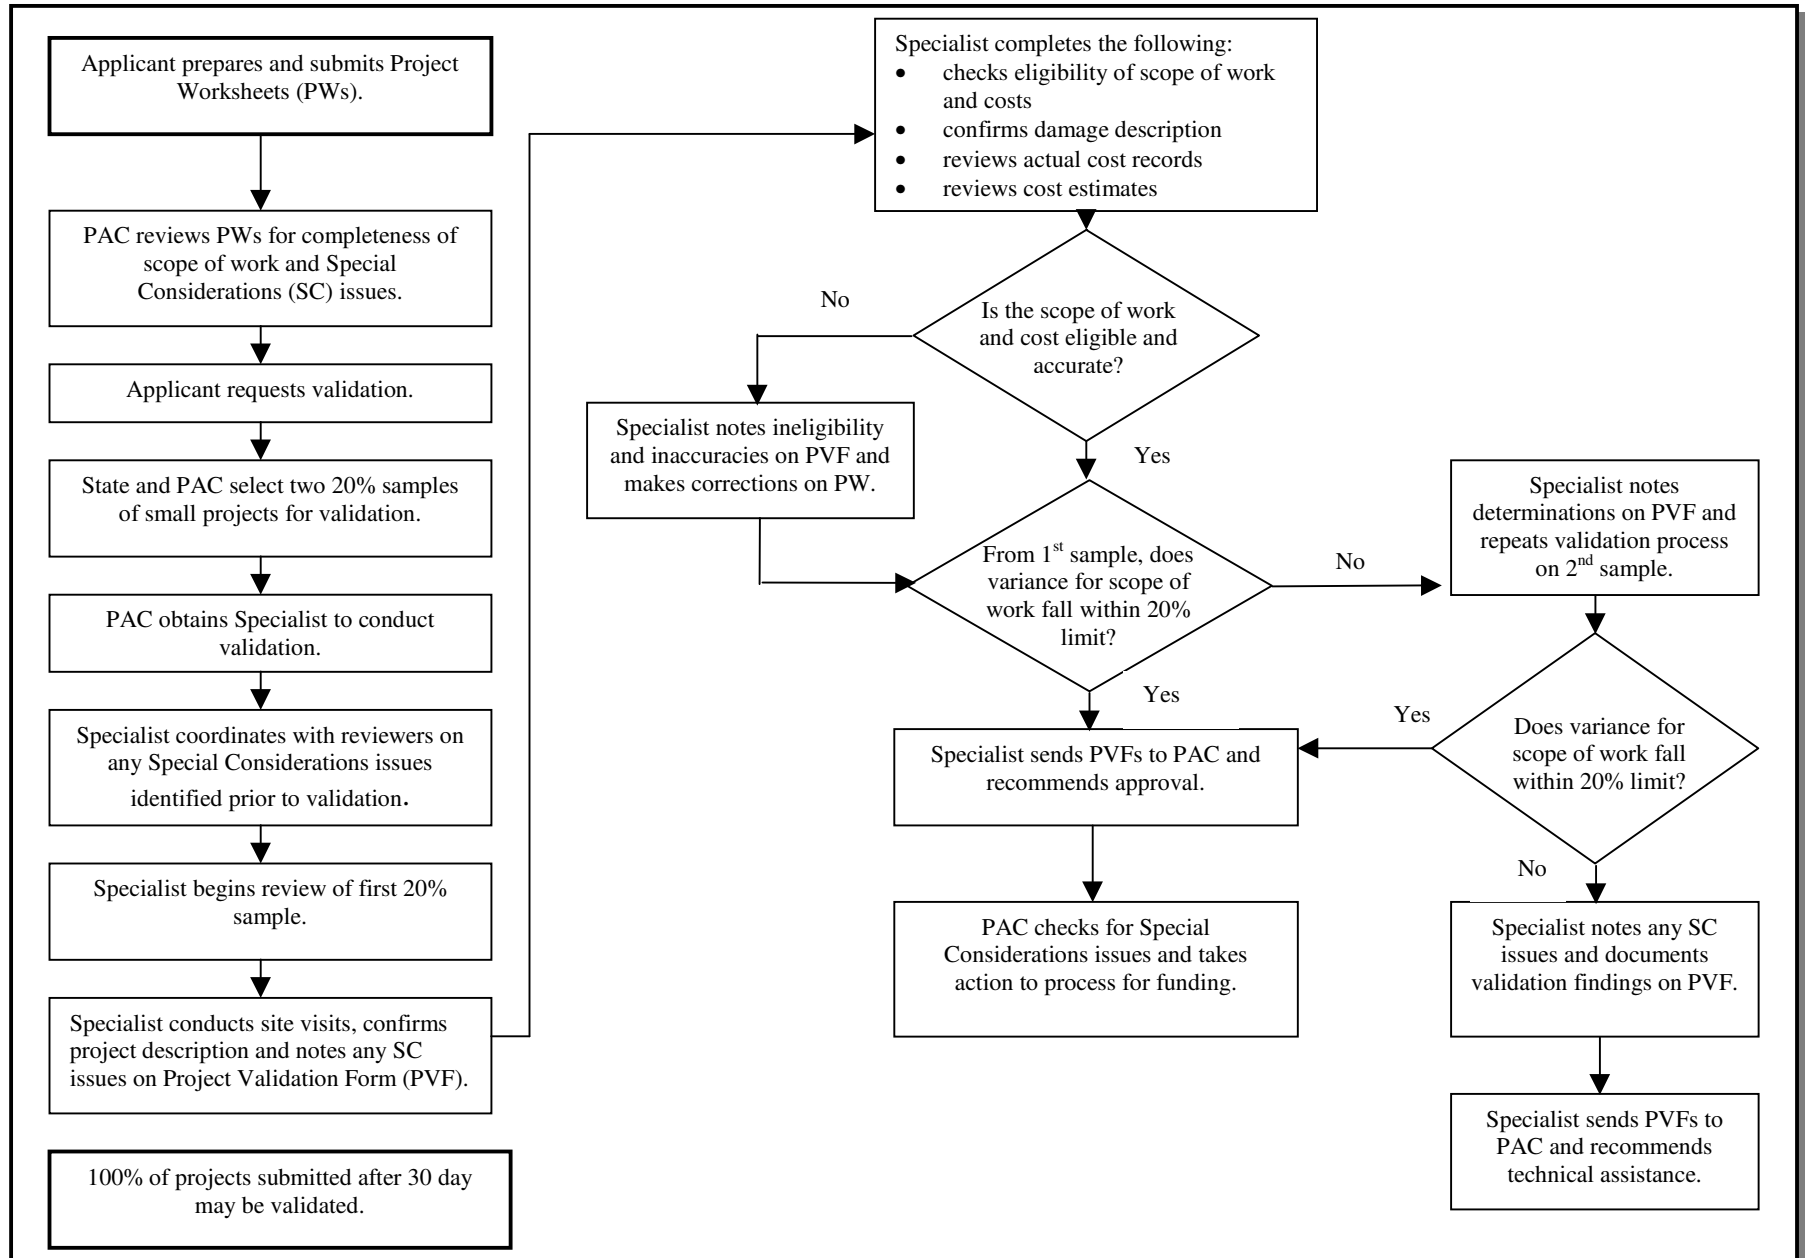 Applicant prepares and submits Project
Worksheets (PWs).
PAC reviews PWs for completeness of
scope of work and Special
Considerations (SC) issues.
Applicant requests validation.
State and PAC select two 20% samples
of small projects for validation.
PAC obtains Specialist to conduct
validation.
Specialist coordinates with reviewers on
any Special Considerations issues
identified prior to validation.
Specialist begins review of first 20%
sample.
Specialist conducts site visits, confirms
project description and notes any SC
issues on Project Validation Form (PVF).
100% of projects submitted after 30 day
may be validated.
Specialist completes the following:
• checks eligibility of scope of work
and costs
• confirms damage description
• reviews actual cost records
• reviews cost estimates
Is the scope of work
and cost eligible and
accurate?
No
Specialist notes ineligibility
and inaccuracies on PVF and
makes corrections on PW.
Yes
From 1st sample, does
variance for scope of
work fall within 20%
limit?
No
Yes
Specialist sends PVFs to PAC and
recommends approval.
PAC checks for Special
Considerations issues and takes
action to process for funding.
Specialist notes
determinations on PVF and
repeats validation process
on 2nd sample.
Does variance for
scope of work fall
within 20% limit?
Yes
No
Specialist notes any SC
issues and documents
validation findings on PVF.
Specialist sends PVFs to
PAC and recommends
technical assistance.